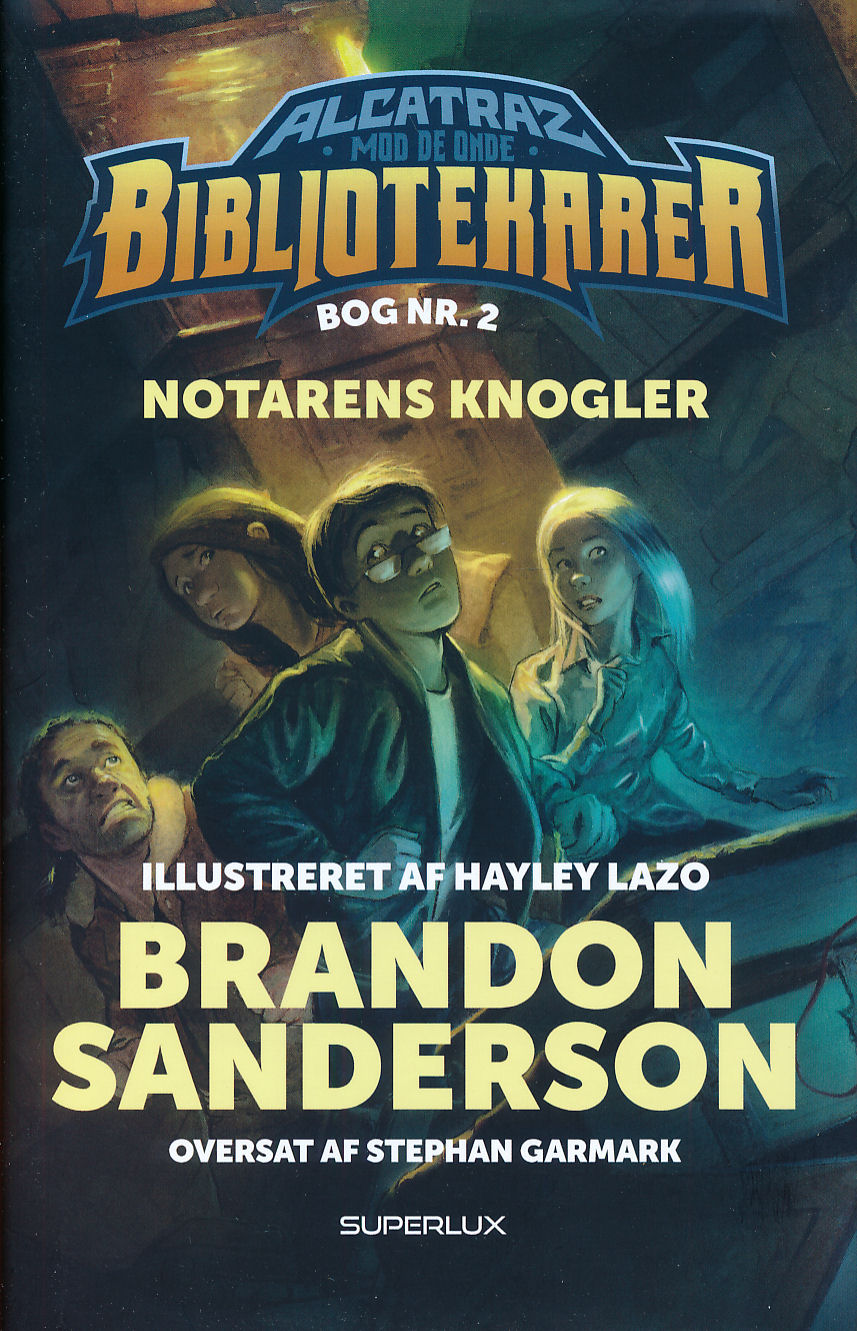 ALCATRAZ
• MOD DE ONDE •
BIBLIOTEKARER
BOG NR. 2
NOTARENS KNOGLER
ILLUSTRERET AF HAYLEY LAZO
BRANDON
SANDERSON
OVERSAT AF STEPHAN GARMARK
SUPERLUX